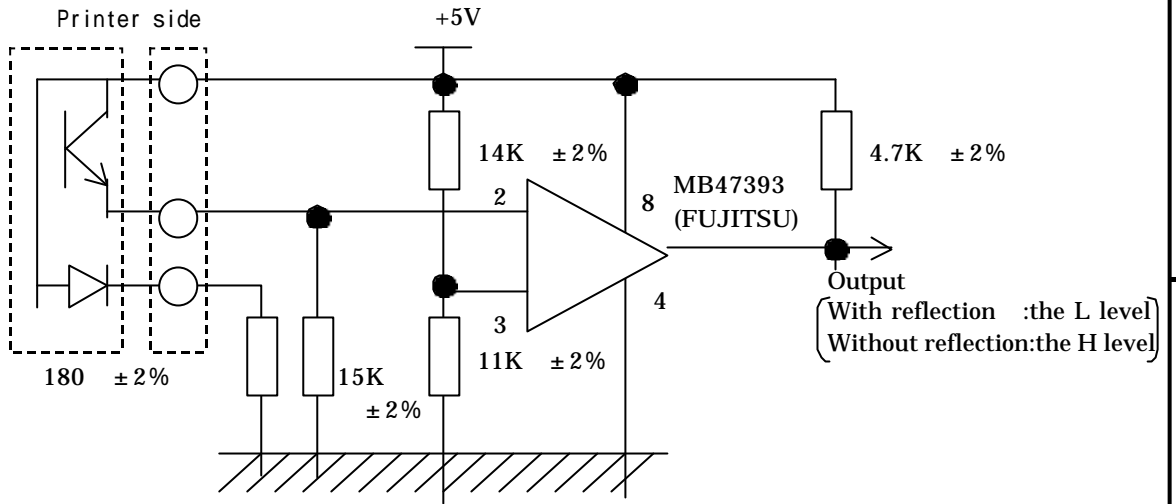 Printer side
+5V
14K ±2%
4.7K ±2%
2
8
MB47393
(FUJITSU)
4
3
Output
With reflection :the L level
Without reflection:the H level
11K ±2%
180 ±2%
15K
±2%